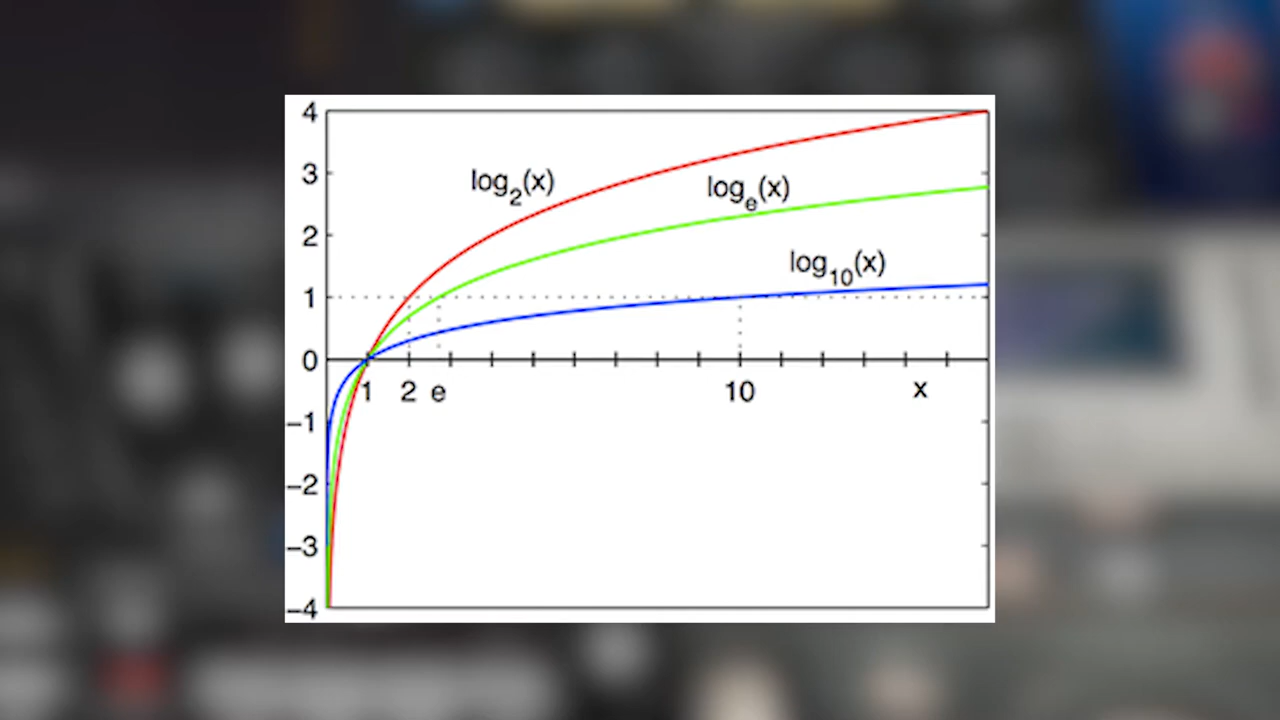 4
3
log₂(x)
logₑ(x)
2
log₁₀(x)
1
0
1 2 e 10 x
−1
−2
−3
−4